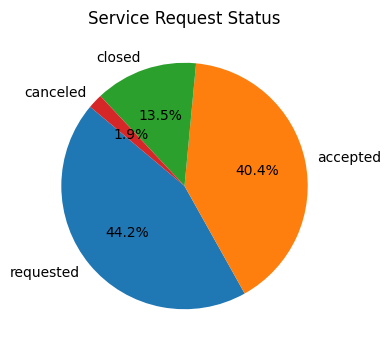 Service Request Status
closed
canceled
13.5%
1.9%
accepted
40.4%
44.2%
requested